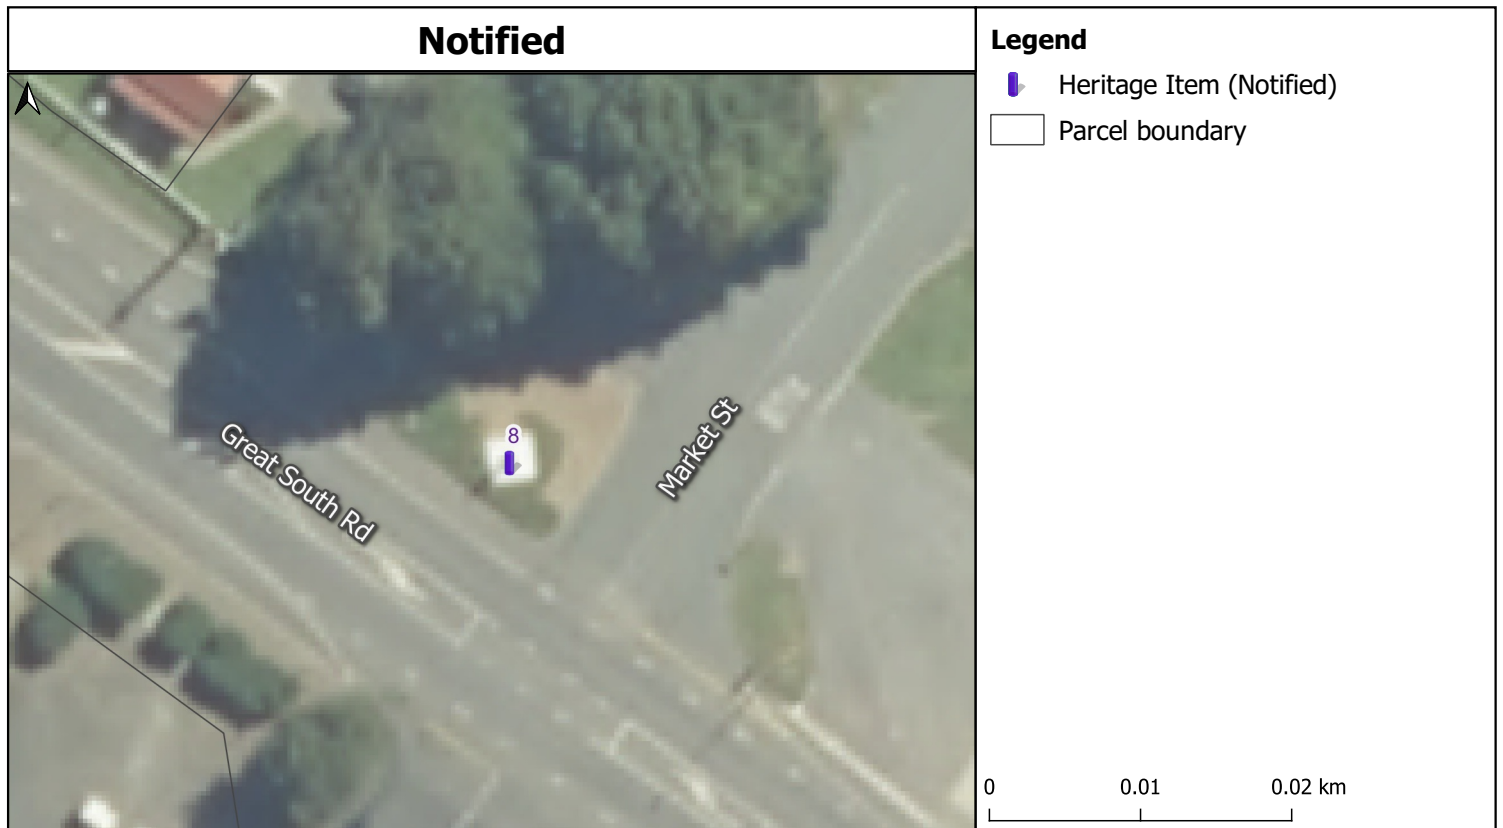 Notified
Legend
Heritage Item (Notified)
Parcel boundary
8
Great South Rd
Market St
0 0.01 0.02 km